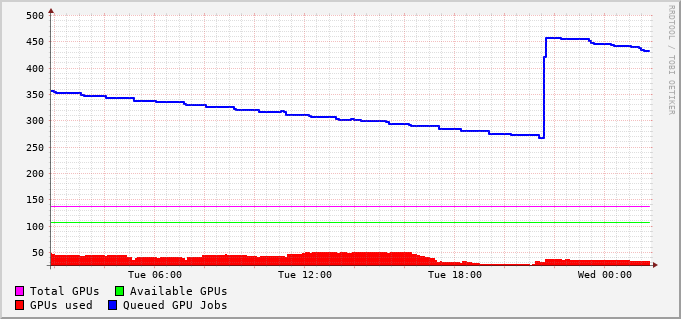 500
450
400
350
300
250
200
150
100
50
Tue 06:00 Tue 12:00 Tue 18:00 Wed 00:00
Total GPUs Available GPUs
GPUs used Queued GPU Jobs
RRDTOOL / TOBI OETIKER